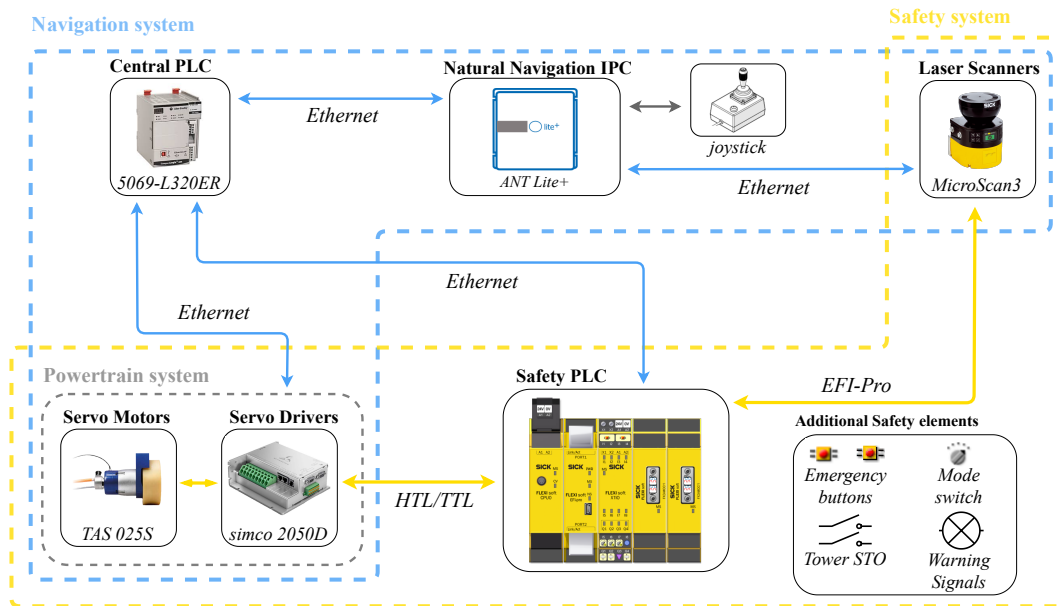 Navigation system
Safety system
Central PLC
Natural Navigation IPC
Laser Scanners
lite+
SICK
Ethernet
joystick
5069-L320ER
ANT Lite+
Ethernet
MicroScan3
Ethernet
Ethernet
Powertrain system
Safety PLC
EFI-Pro
Servo Motors
Servo Drivers
Additional Safety elements
SICK
SICK
Emergency
buttons
Mode
switch
HTL/TTL
TAS 025S
simco 2050D
Tower STO
Warning
Signals